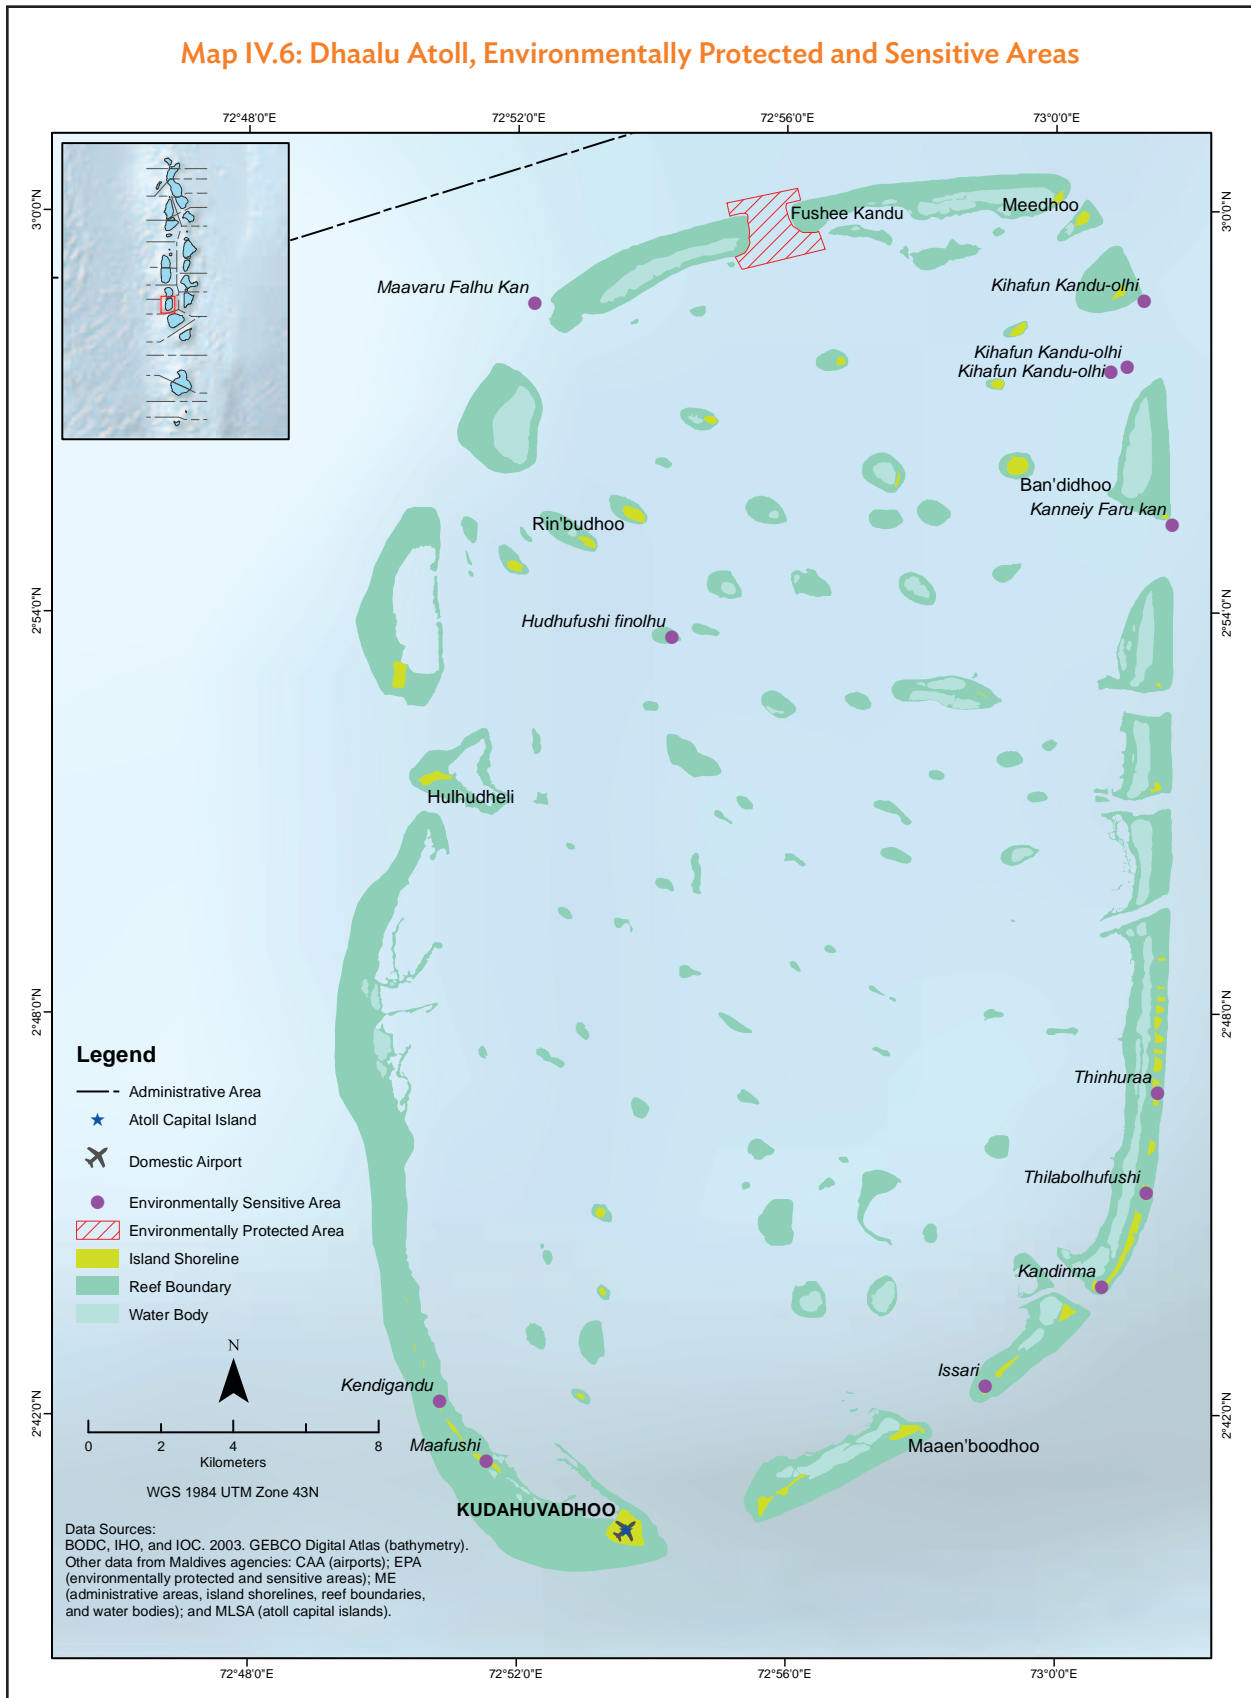 Map IV.6: Dhaalu Atoll, Environmentally Protected and Sensitive Areas
72°48'0"E
72°52'0"E
72°56'0"E
73°0'0"E
3°0'0"N
3°0'0"N
Fushee Kandu
Meedhoo
Maavaru Falhu Kan
Kihafun Kandu-olhi
Kihafun Kandu-olhi
Kihafun Kandu-olhi
Ban'didhoo
Kanneiy Faru kan
Rin'budhoo
2°54'0"N
2°54'0"N
Hudhufushi finolhu
Hulhudheli
2°48'0"N
2°48'0"N
Thinhuraa
Thilabolhufushi
Kandinma
Issari
Kendigandu
2°42'0"N
2°42'0"N
Maafushi
Maaen'boodhoo
KUDAHUVADHOO
Legend
Administrative Area
Atoll Capital Island
Domestic Airport
Environmentally Sensitive Area
Environmentally Protected Area
Island Shoreline
Reef Boundary
Water Body
N
0 2 4 8
Kilometers
WGS 1984 UTM Zone 43N
Data Sources:
BODC, IHO, and IOC. 2003. GEBCO Digital Atlas (bathymetry).
Other data from Maldives agencies: CAA (airports); EPA
(environmentally protected and sensitive areas); ME
(administrative areas, island shorelines, reef boundaries,
and water bodies); and MLSA (atoll capital islands).
72°48'0"E
72°52'0"E
72°56'0"E
73°0'0"E